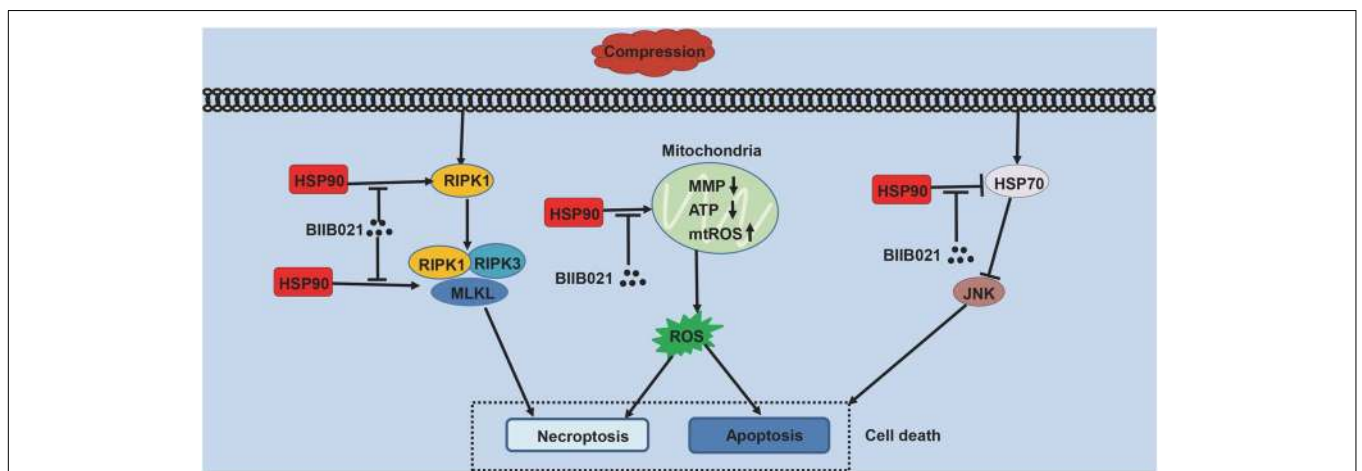 Compression
Mitochondria
HSP90
RIPK1
MMP
HSP90
HSP70
ATP
HSP90
BIIB021
mtROS
BIIB021
RIPK1
RIPK3
HSP90
MLKL
BIIB021
JNK
ROS
Necroptosis
Apoptosis
Cell death